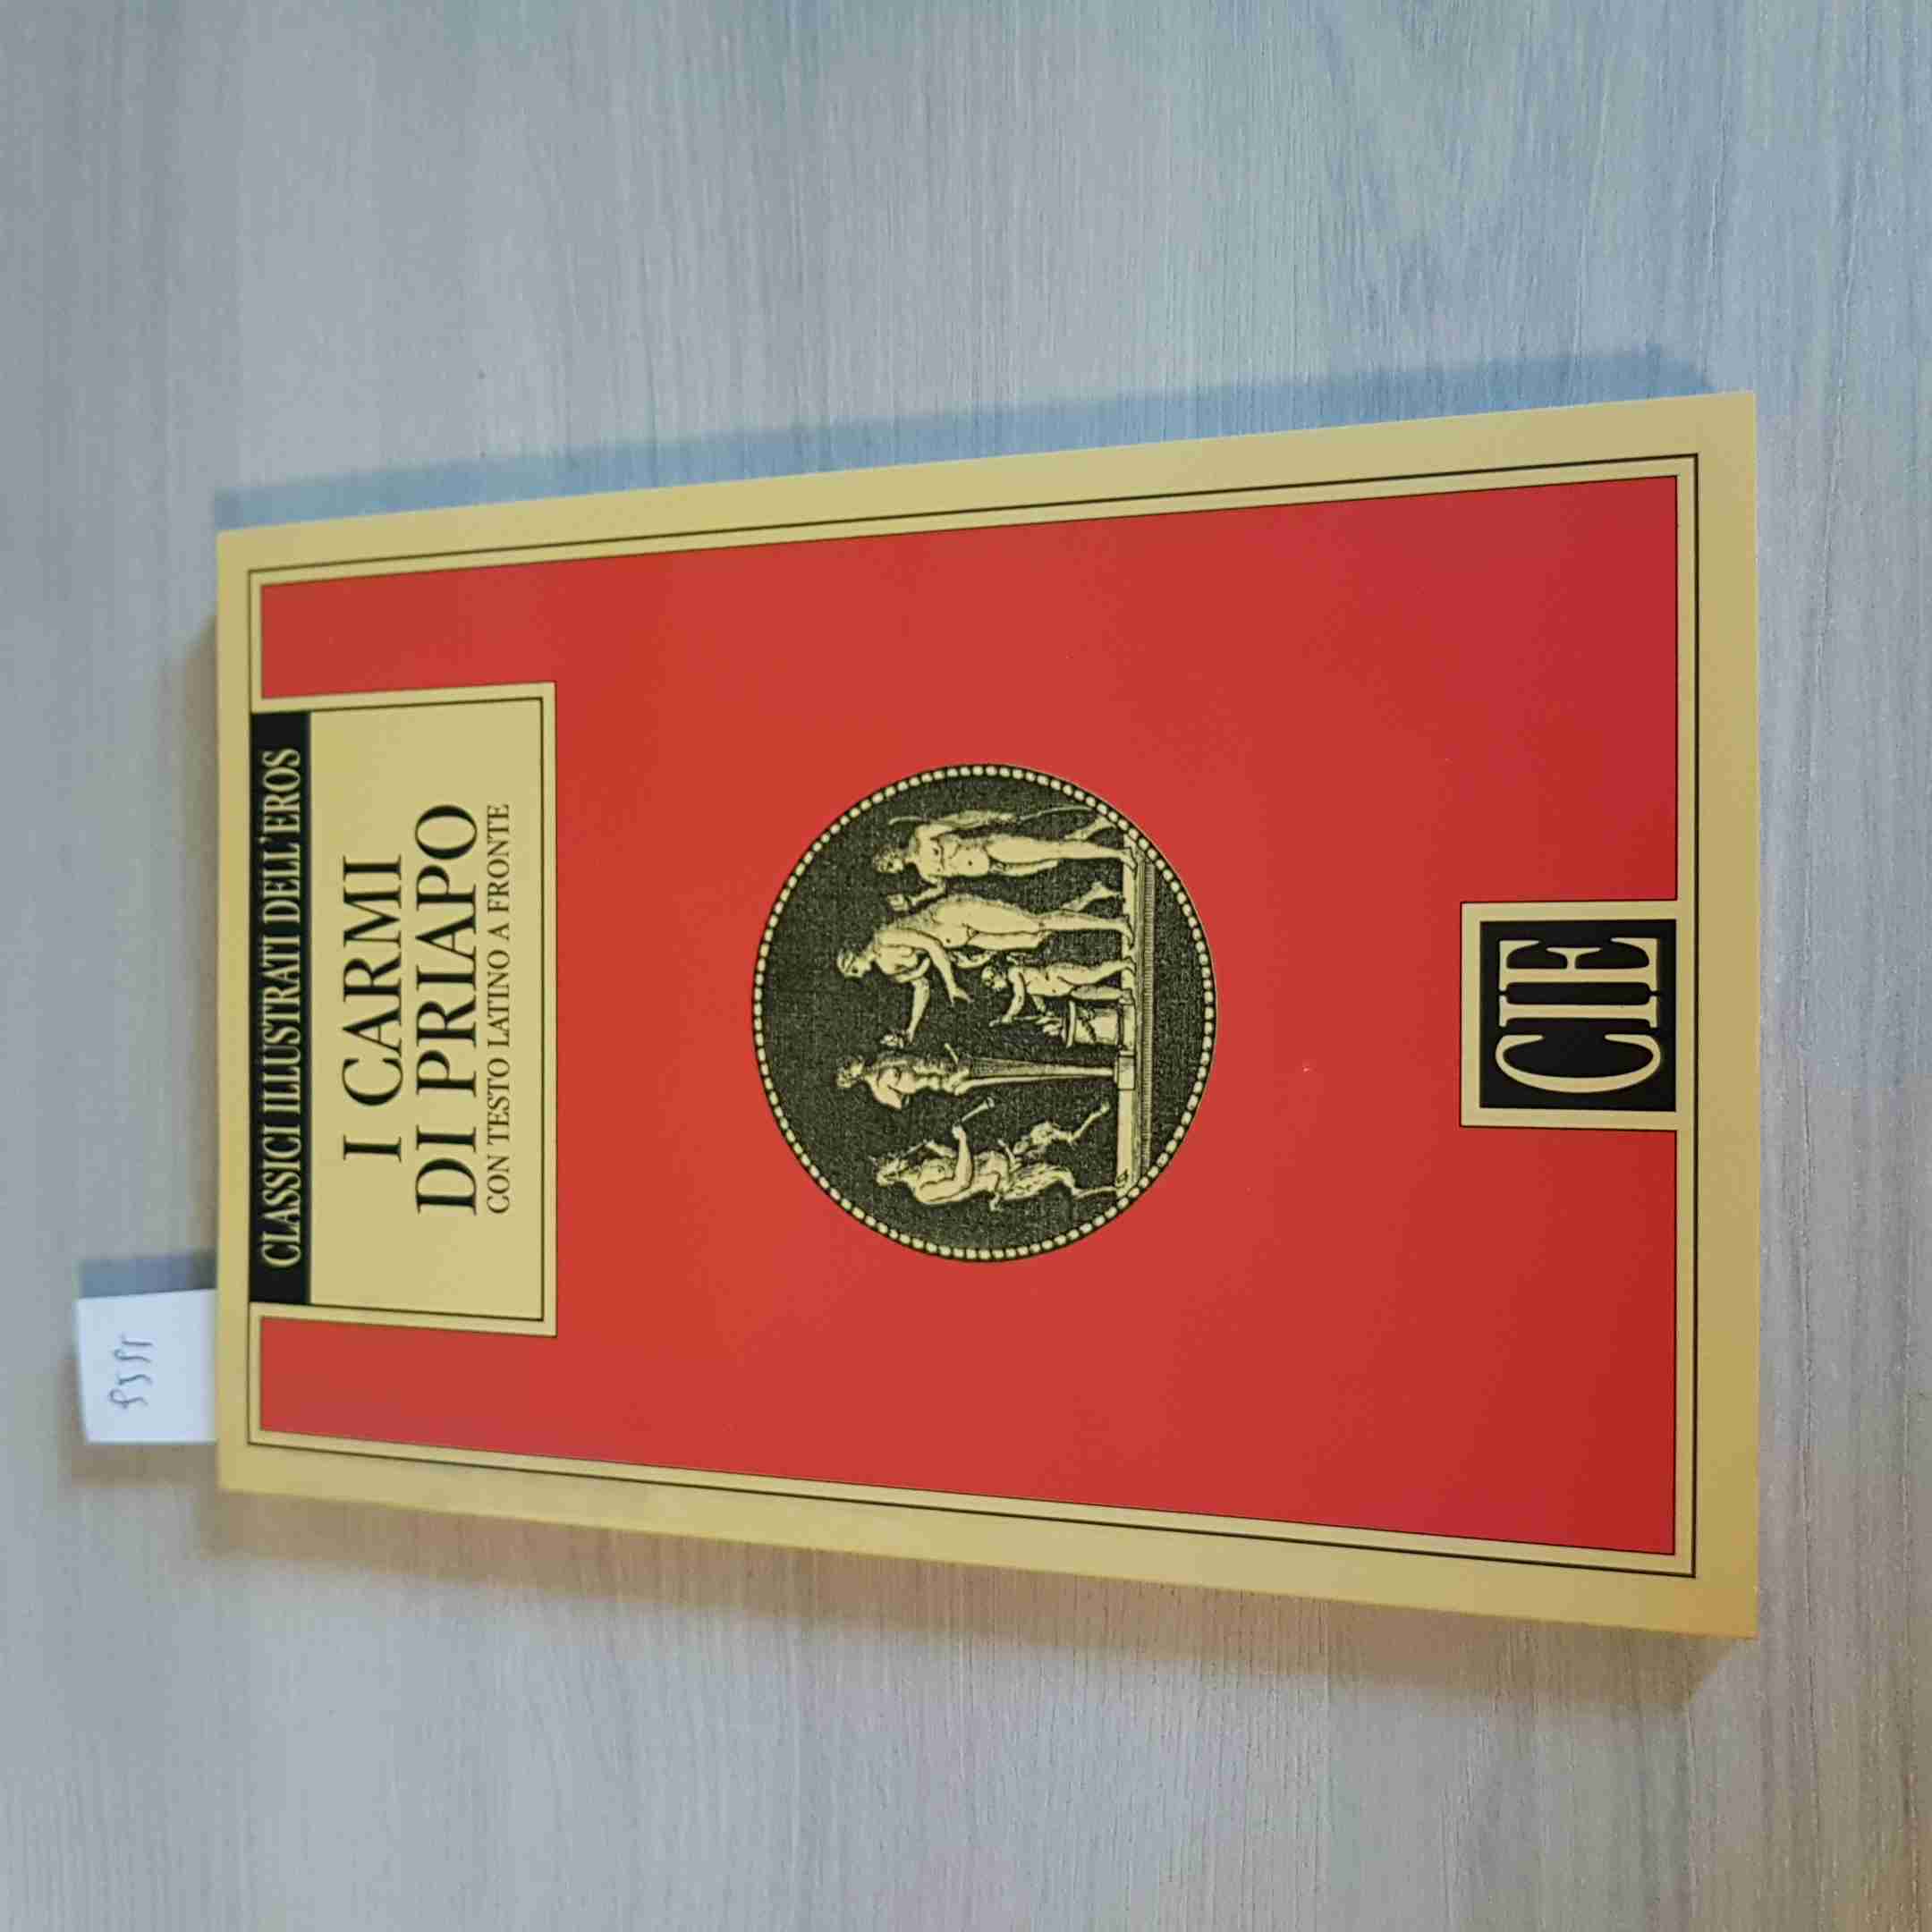 CLASSICI ILLUSTRATI DELL'EROS
I CARMI
DI PRIAPO
CON TESTO LATINO A FRONTE
CIE